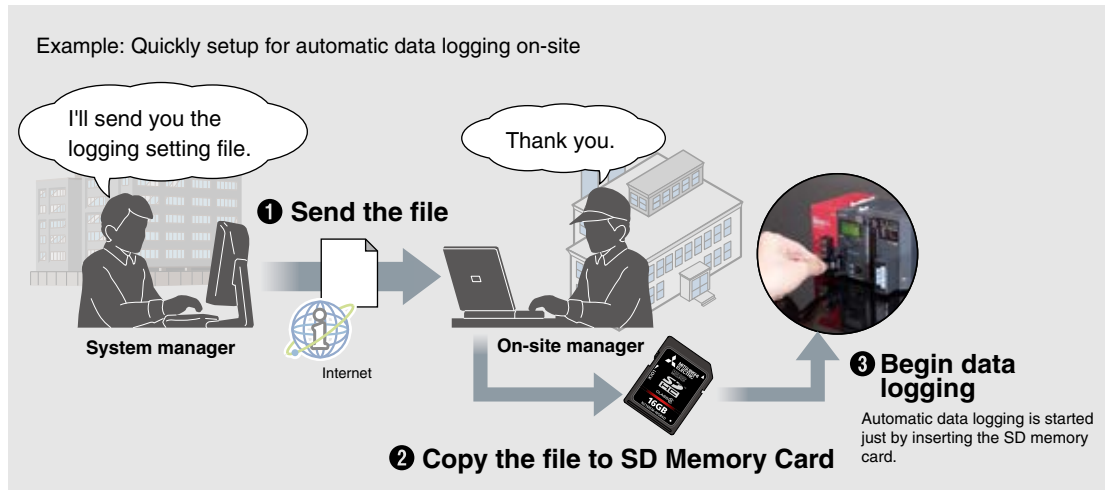 Example: Quickly setup for automatic data logging on-site
I'll send you the
logging setting file.
Thank you.
❶ Send the file
System manager
Internet
On-site manager
MITSUBISHI
ELECTRIC
16GB
❷ Copy the file to SD Memory Card
❸ Begin data
logging
Automatic data logging is started
just by inserting the SD memory
card.